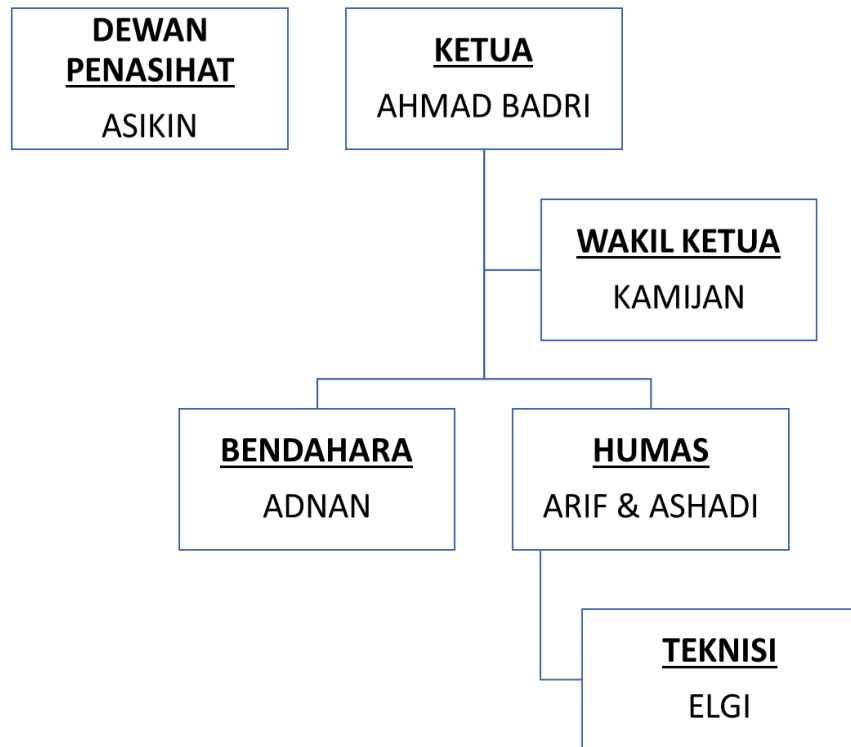 DEWAN
PENASIHAT
ASIKIN
KETUA
AHMAD BADRI
WAKIL KETUA
KAMIJAN
BENDAHARA
ADNAN
HUMAS
ARIF & ASHADI
TEKNISI
ELGI